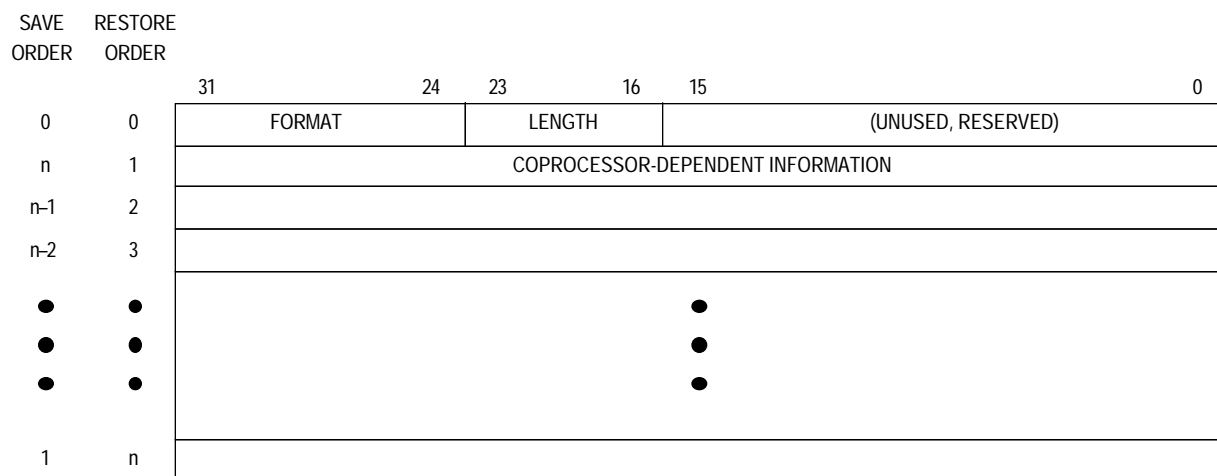 SAVE RESTORE
ORDER ORDER
31 24 23 16 15 0
0 0 FORMAT LENGTH (UNUSED, RESERVED)
n 1 COPROCESSOR-DEPENDENT INFORMATION
n–1 2
n–2 3
1 n